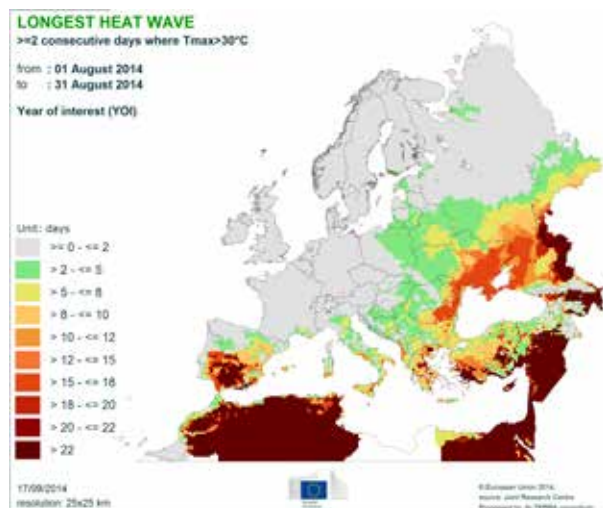 LONGEST HEAT WAVE
>=2 consecutive days where Tmax>30°C
from : 01 August 2014
to : 31 August 2014
Year of interest (YOI)
Unit: days
>= 0 - <= 2
> 2 - <= 5
> 5 - <= 8
> 8 - <= 10
> 10 - <= 12
> 12 - <= 15
> 15 - <= 18
> 18 - <= 20
> 20 - <= 22
> 22
17/09/2014
resolution: 25x25 km
© European Union 2014
source: Joint Research Centre